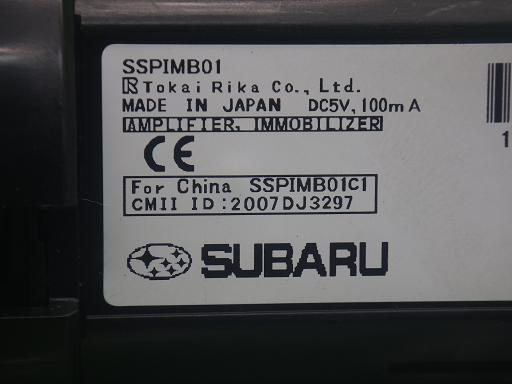 SSPIMB01
Tokai Rika Co., Ltd.
MADE IN JAPAN DC5V, 100mA
AMPLIFIER, IMMOBILIZER
CE
For China SSPIMB01C1
CMII ID:2007DJ3297
SUBARU
1